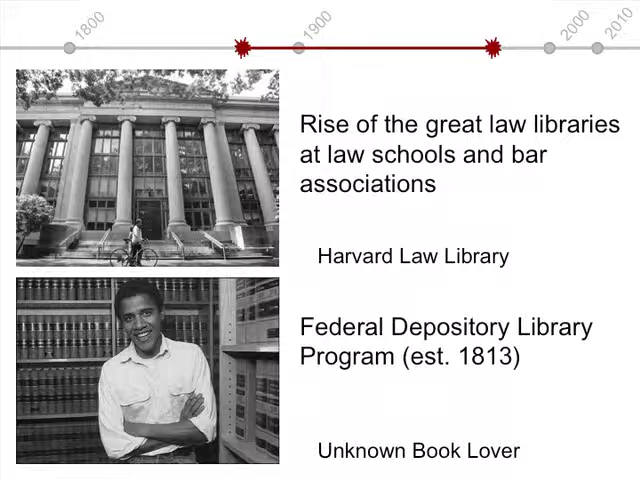 1800
1900
2000
2010
Rise of the great law libraries
at law schools and bar
associations
Harvard Law Library
Federal Depository Library
Program (est. 1813)
Unknown Book Lover